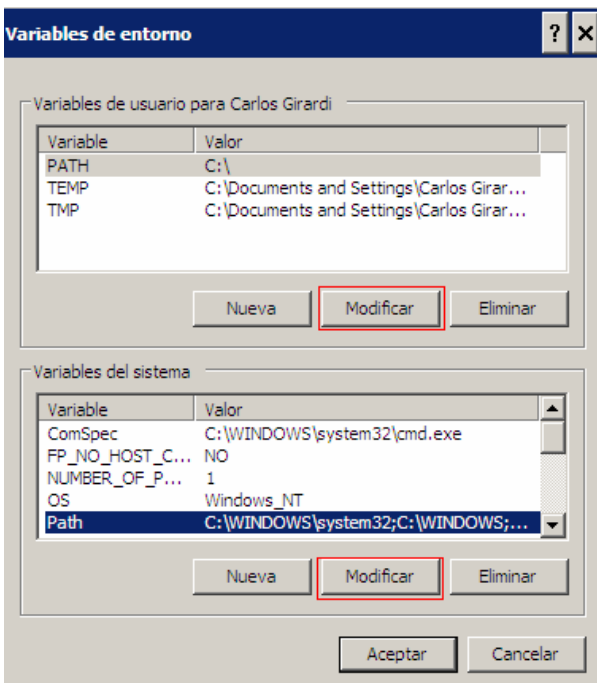 Variables de entorno ? X
Variables de usuario para Carlos Girardi
Variable Valor
PATH C:\
TEMP C:\Documents and Settings\Carlos Girar...
TMP C:\Documents and Settings\Carlos Girar...
Nueva Modificar Eliminar
Variables del sistema
Variable Valor
ComSpec C:\WINDOWS\system32\cmd.exe
FP_NO_HOST_C... NO
NUMBER_OF_P... 1
OS Windows_NT
Path C:\WINDOWS\system32;C:\WINDOWS;...
Nueva Modificar Eliminar
Aceptar Cancelar